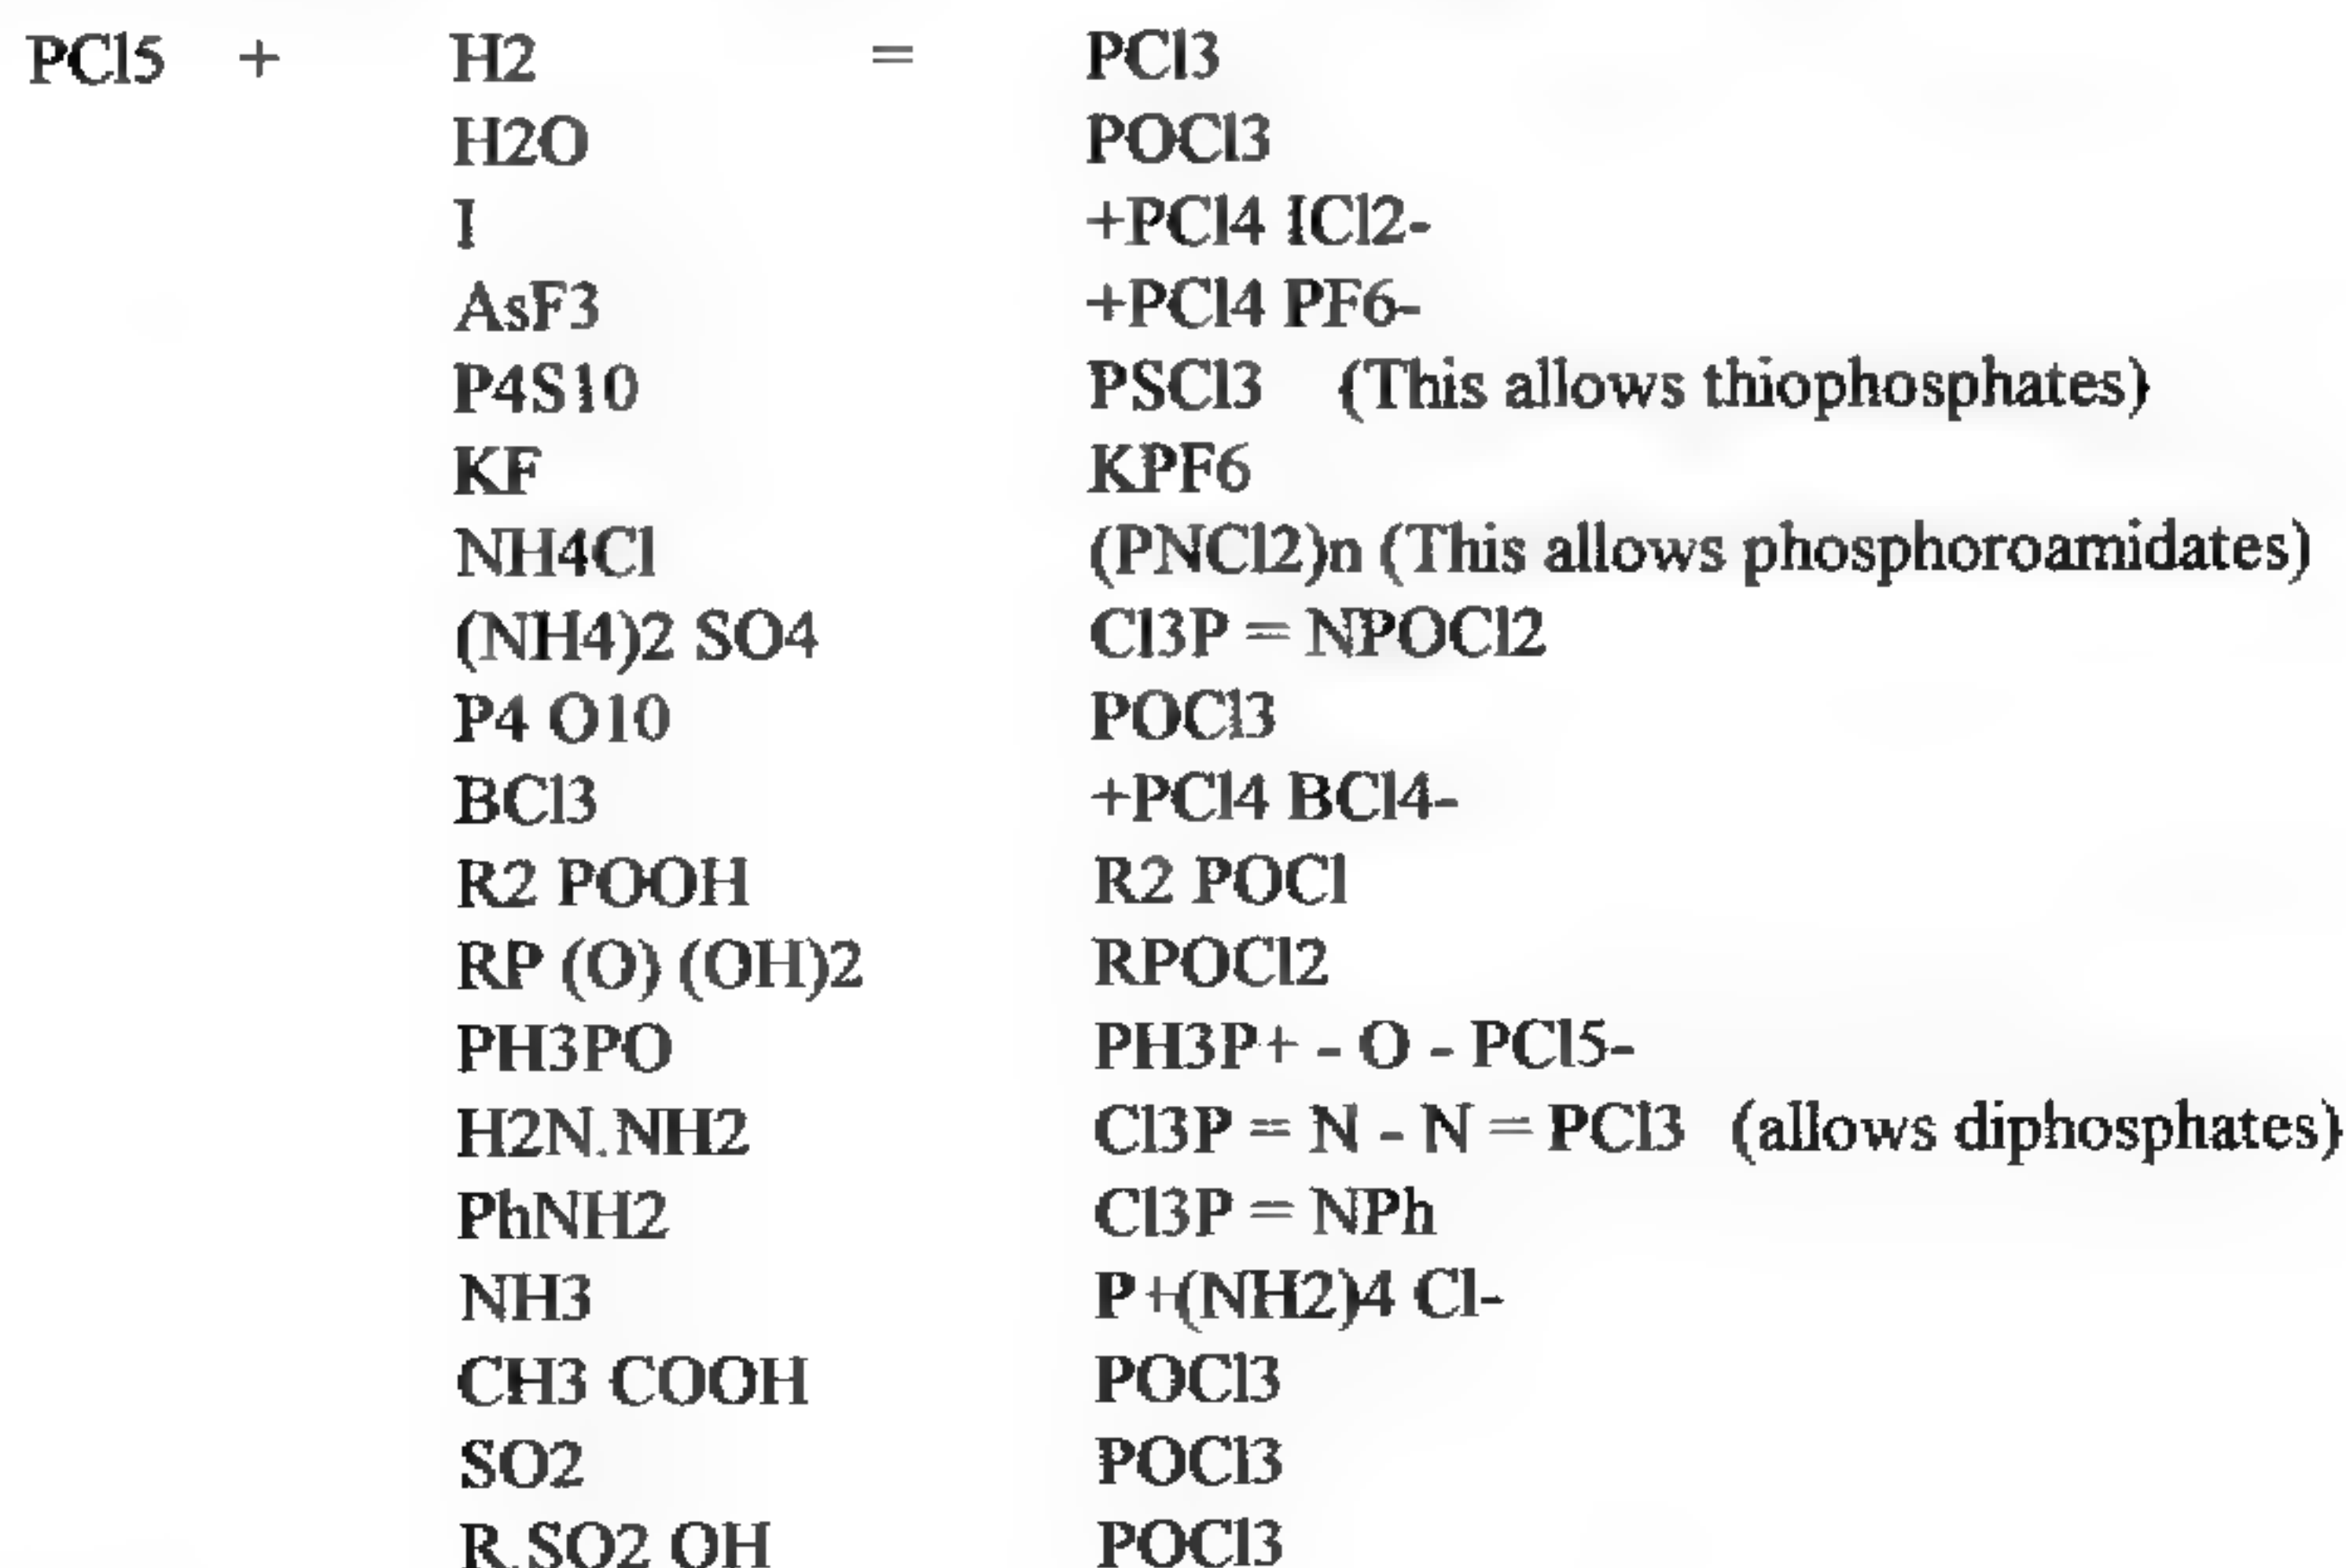 PCl5 + H2 = PCl3
H2O POCl3
I +PCl4 ICl2-
AsF3 +PCl4 PF6-
P4S10 PSCl3 (This allows thiophosphates)
KF KPF6
NH4Cl (PNCl2)n (This allows phosphoroamidates)
(NH4)2 SO4 Cl3P = NPOCl2
P4 O10 POCl3
BCl3 +PCl4 BCl4-
R2 POOH R2 POCl
RP (O) (OH)2 RPOCl2
PH3PO PH3P+ - O - PCl5-
H2N.NH2 Cl3P = N - N = PCl3 (allows diphosphates)
PhNH2 Cl3P = NPh
NH3 P+(NH2)4 Cl-
CH3 COOH POCl3
SO2 POCl3
R.SO2 OH POCl3